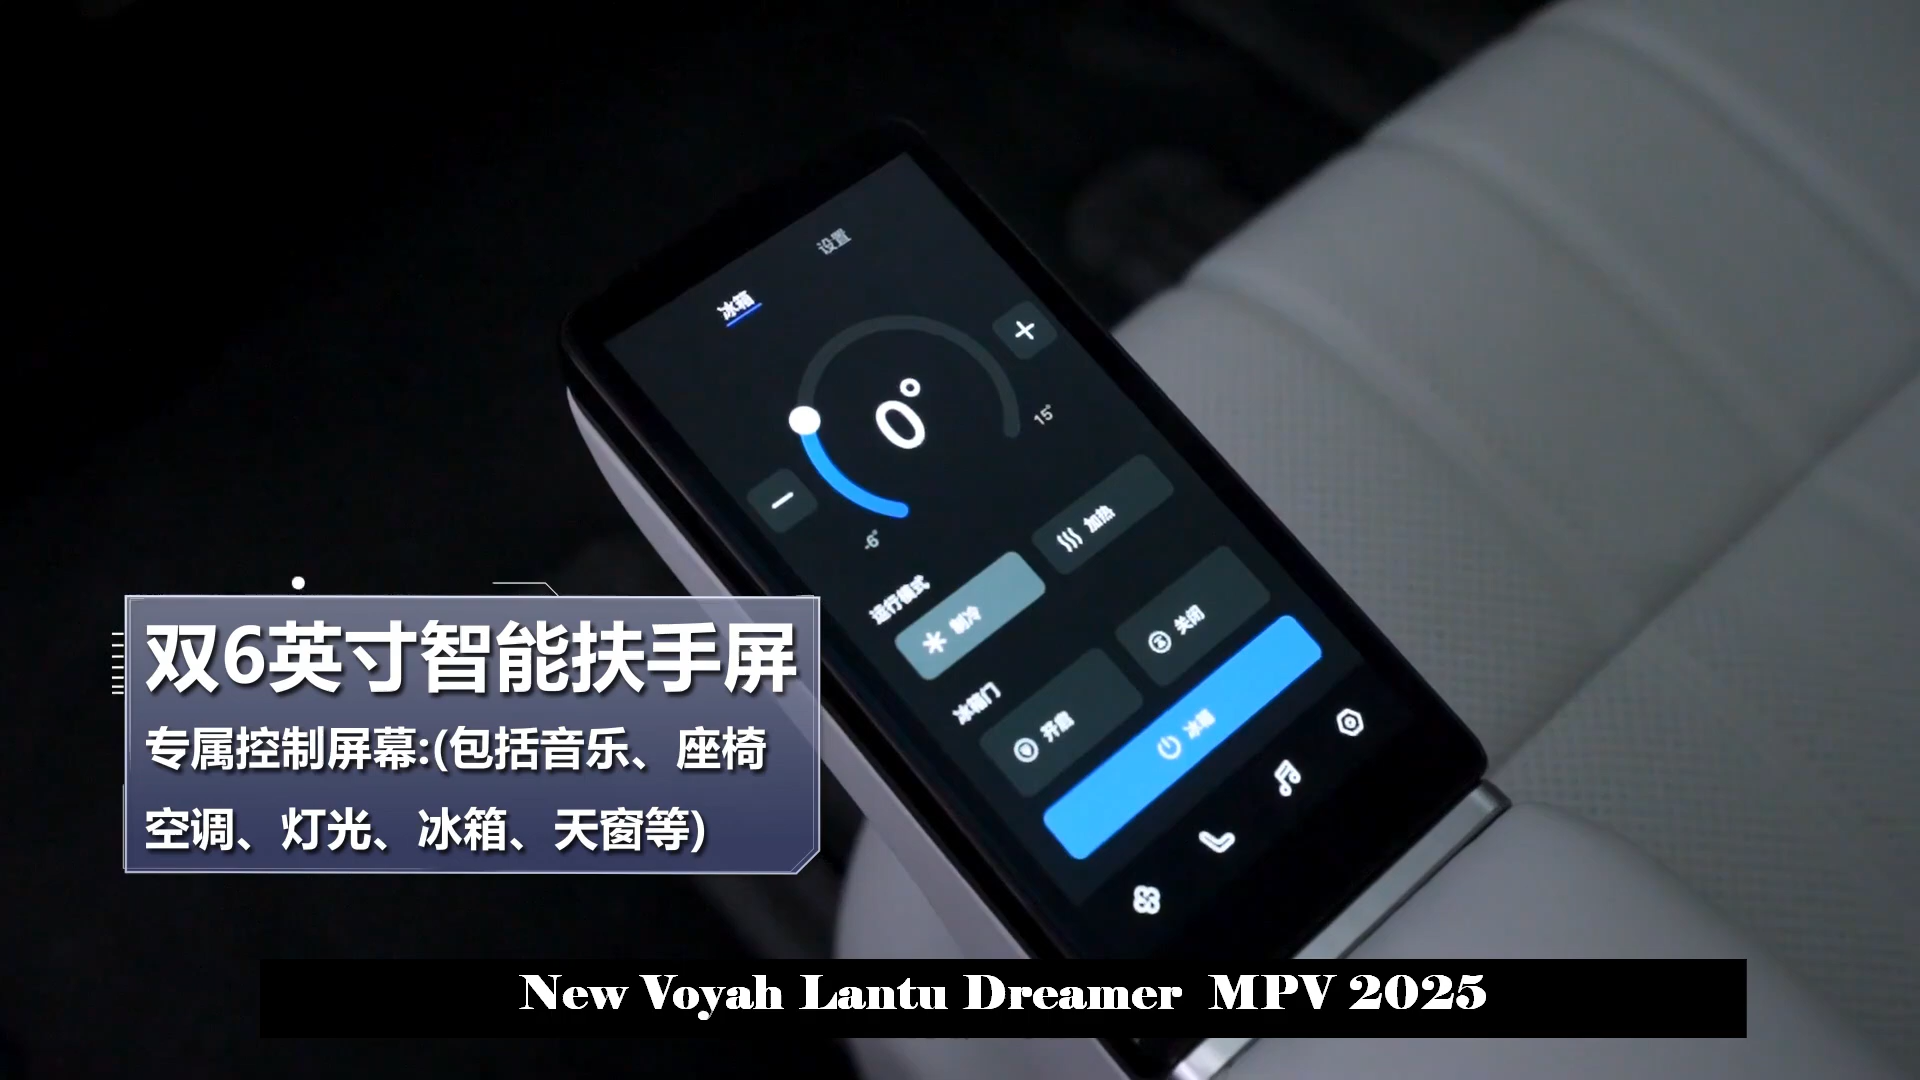 设置
冰箱
0°
15°
-6°
加热
运行模式
制冷
关闭
冰箱门
开启
冰箱
双6英寸智能扶手屏
专属控制屏幕:(包括音乐、座椅
空调、灯光、冰箱、天窗等)
New Voyah Lantu Dreamer MPV 2025